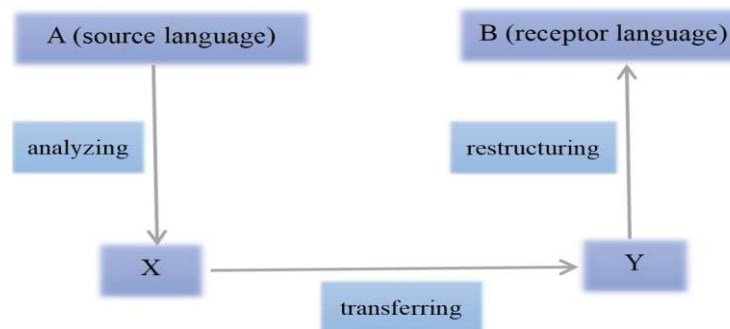 A (source language)
B (receptor language)
analyzing
restructuring
X
Y
transferring